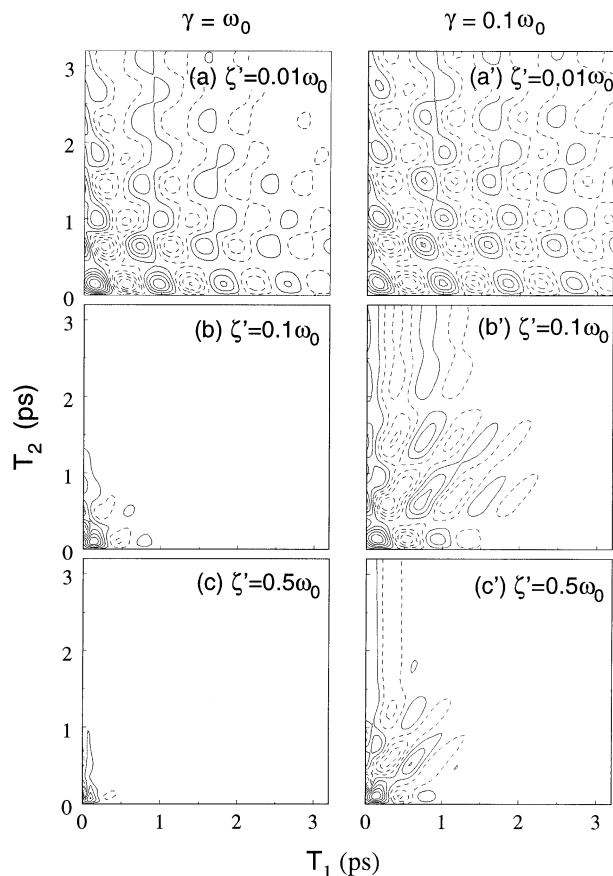 γ = ω₀ γ = 0.1ω₀
(a) ζ'=0.01ω₀
(a') ζ'=0.01ω₀
3
2
1
0
(b) ζ'=0.1ω₀
(b') ζ'=0.1ω₀
3
2
1
0
T₂ (ps)
(c) ζ'=0.5ω₀
(c') ζ'=0.5ω₀
3
2
1
0
0 1 2 3 0 1 2 3
T₁ (ps)